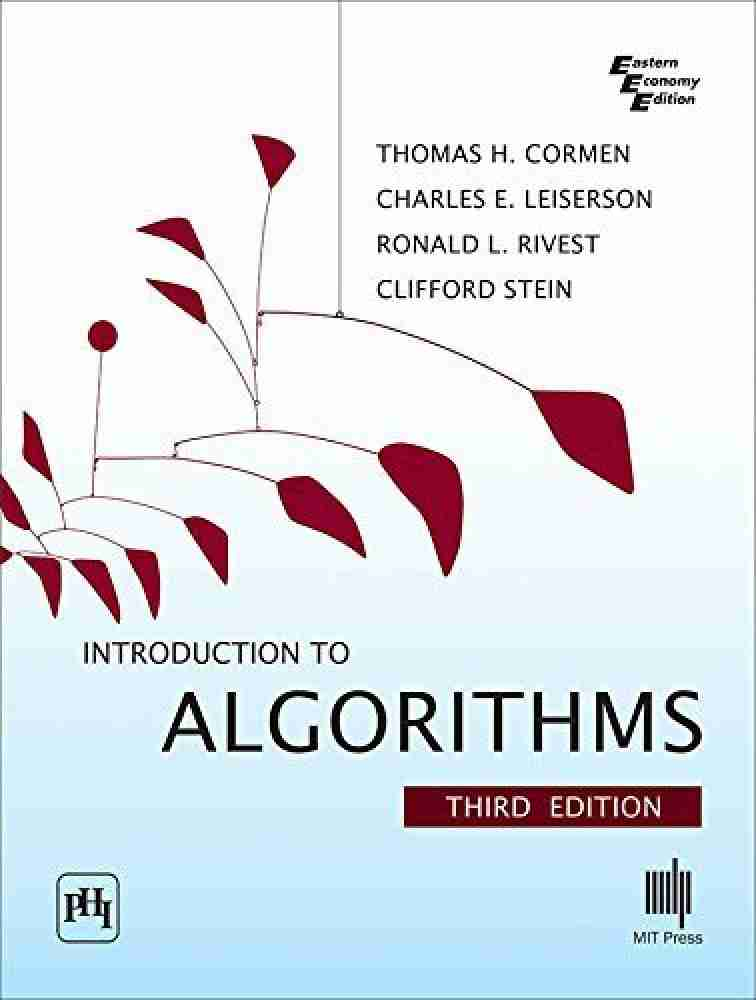 Eastern
Economy
Edition
THOMAS H. CORMEN
CHARLES E. LEISERSON
RONALD L. RIVEST
CLIFFORD STEIN
INTRODUCTION TO
ALGORITHMS
THIRD EDITION
PHI
MIT Press